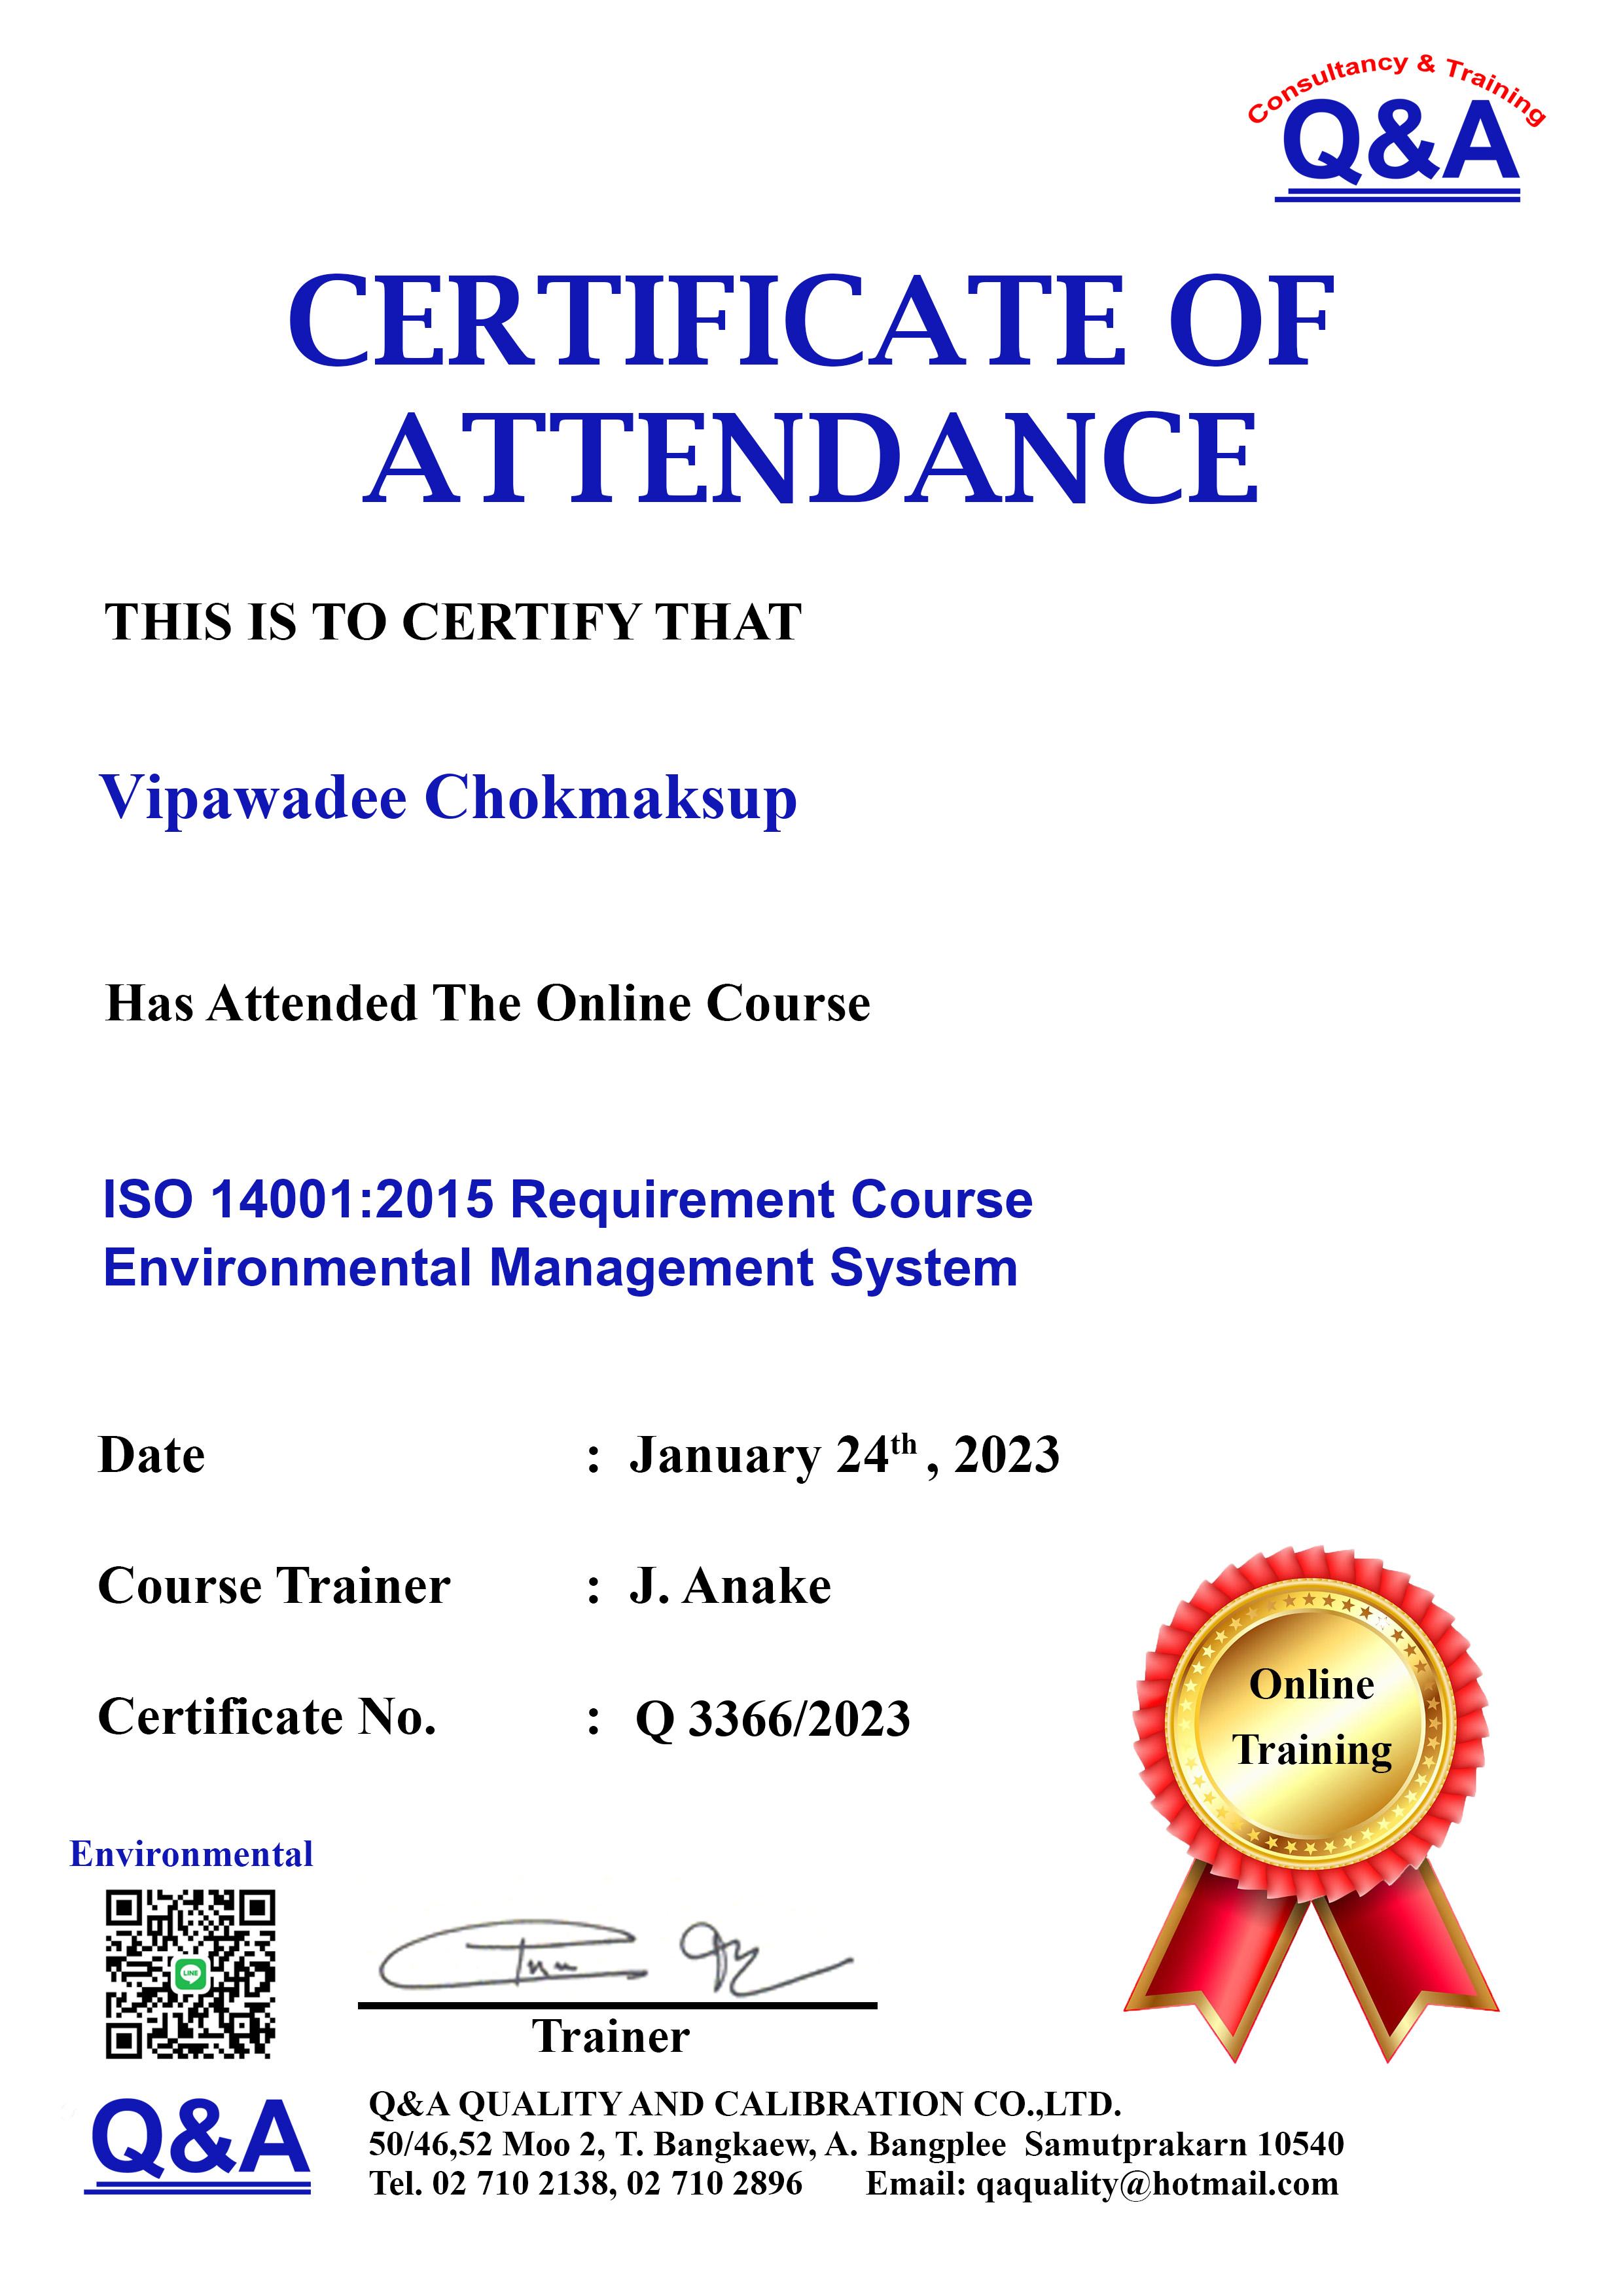 Consultancy & Training
Q&A
CERTIFICATE OF
ATTENDANCE
THIS IS TO CERTIFY THAT
Vipawadee Chokmaksup
Has Attended The Online Course
ISO 14001:2015 Requirement Course
Environmental Management System
Date : January 24th , 2023
Course Trainer : J. Anake
Certificate No. : Q 3366/2023
Online
Training
Environmental
LINE
Trainer
Q&A
Q&A QUALITY AND CALIBRATION CO.,LTD.
50/46,52 Moo 2, T. Bangkaew, A. Bangplee Samutprakarn 10540
Tel. 02 710 2138, 02 710 2896 Email: qaquality@hotmail.com